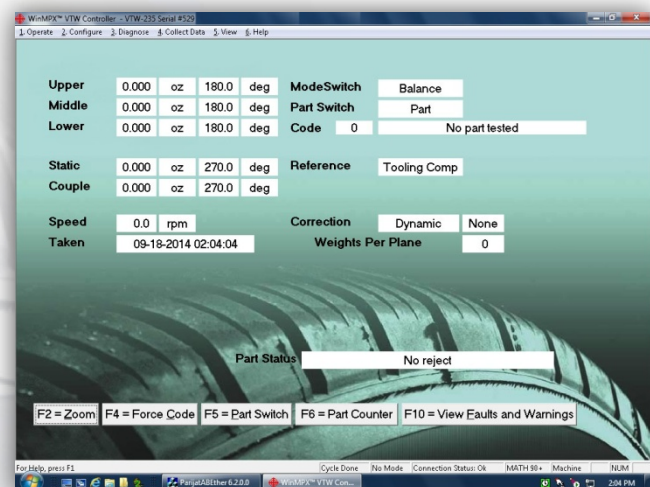 WinMPX™ VTW Controller - VTW-235 Serial #529
1. Operate 2. Configure 3. Diagnose 4. Collect Data 5. View 6. Help
Upper 0.000 oz 180.0 deg ModeSwitch Balance
Middle 0.000 oz 180.0 deg Part Switch Part
Lower 0.000 oz 180.0 deg Code 0 No part tested
Static 0.000 oz 270.0 deg Reference Tooling Comp
Couple 0.000 oz 270.0 deg
Speed 0.0 rpm Correction Dynamic None
Taken 09-18-2014 02:04:04 Weights Per Plane 0
Part Status No reject
F2 = Zoom F4 = Force Code F5 = Part Switch F6 = Part Counter F10 = View Faults and Warnings
For Help, press F1 Cycle Done No Mode Connection Status: Ok MATH 90+ Machine NUM
ParijatABEther 6.2.0.0 WinMPX™ VTW Con... 2:04 PM